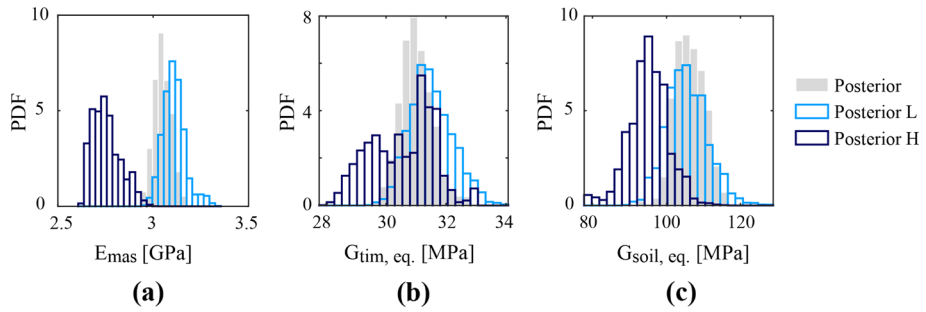 10
5
0
PDF
2.5 3 3.5
Emas [GPa]
(a)
8
4
0
PDF
28 30 32 34
Gtim, eq. [MPa]
(b)
10
5
0
PDF
80 100 120
Gsoil, eq. [MPa]
(c)
Posterior
Posterior L
Posterior H